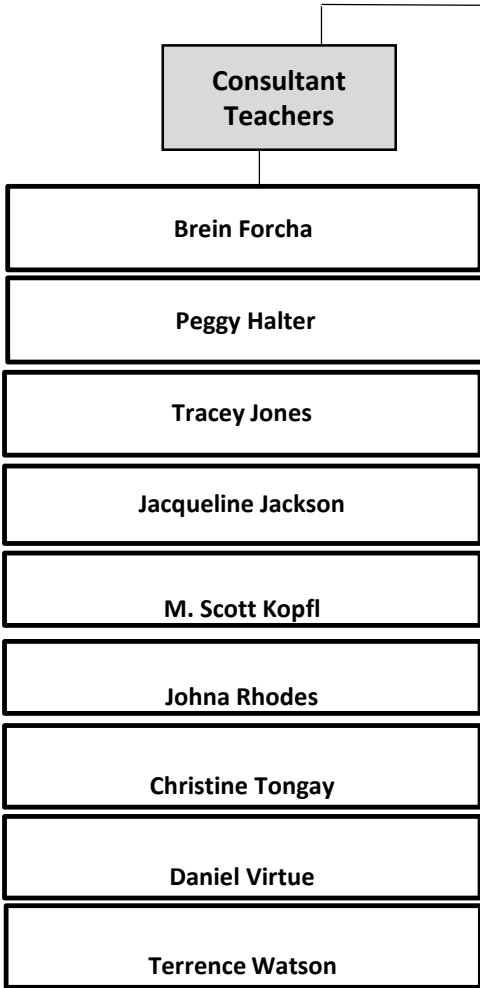 Consultant
Teachers
Brein Forcha
Peggy Halter
Tracey Jones
Jacqueline Jackson
M. Scott Kopfl
Johna Rhodes
Christine Tongay
Daniel Virtue
Terrence Watson